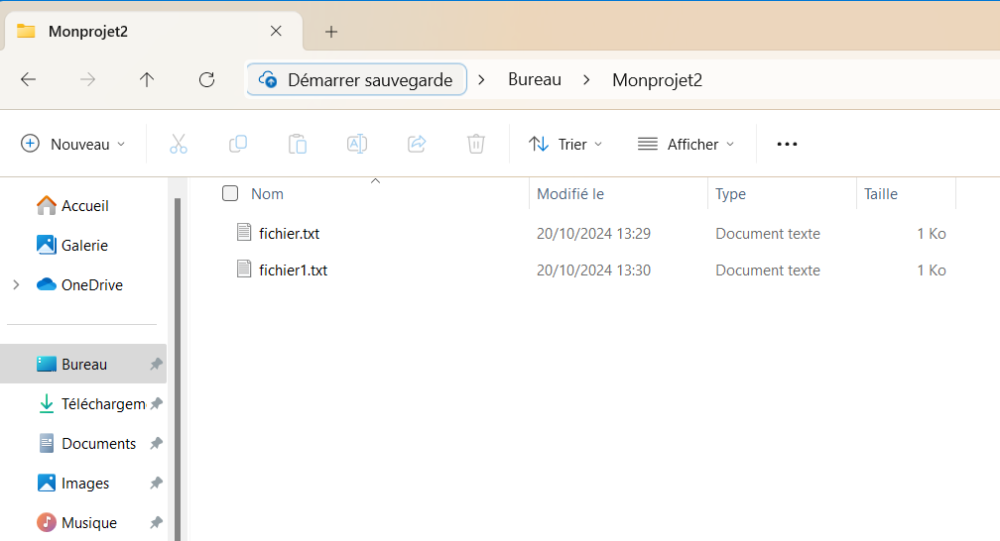 Monprojet2
Démarrer sauvegarde > Bureau > Monprojet2
Nouveau
Trier
Afficher
Accueil
Galerie
OneDrive
Bureau
Téléchargem
Documents
Images
Musique
Nom Modifié le Type Taille
fichier.txt 20/10/2024 13:29 Document texte 1 Ko
fichier1.txt 20/10/2024 13:30 Document texte 1 Ko